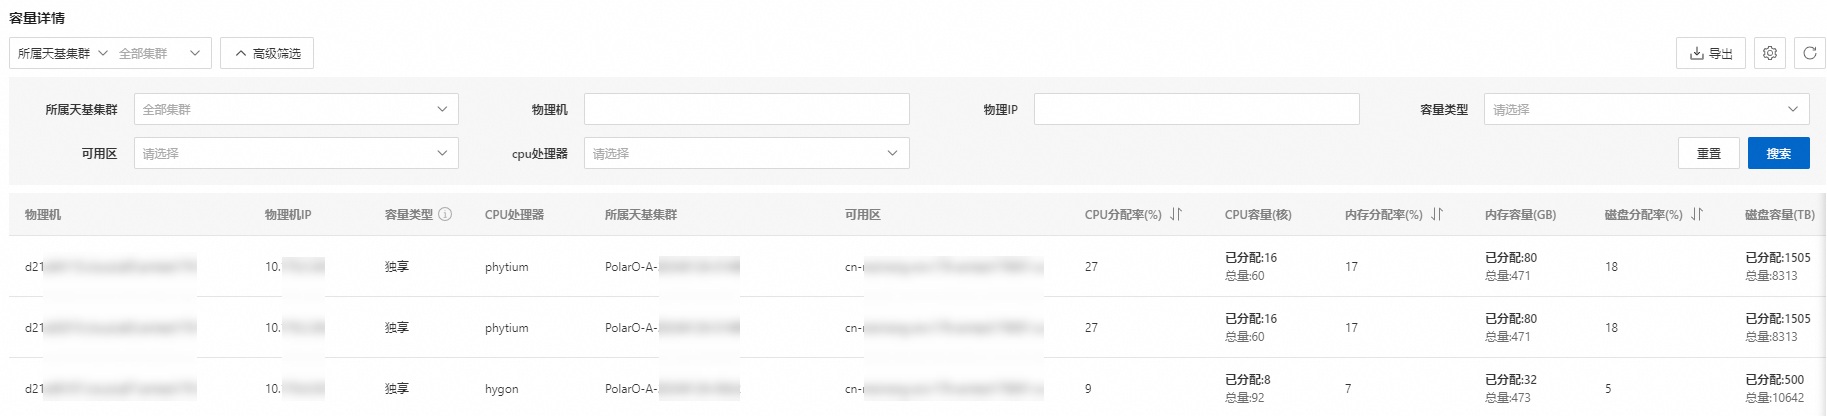 容量详情
所属天基集群 全部集群 高级筛选 导出
所属天基集群 全部集群 物理机 物理IP 容量类型 请选择
可用区 请选择 cpu处理器 请选择 重置 搜索
物理机 物理机IP 容量类型 CPU处理器 所属天基集群 可用区 CPU分配率(%) CPU容量(核) 内存分配率(%) 内存容量(GB) 磁盘分配率(%) 磁盘容量(TB)
d21 10. 独享 phytium PolarO-A- cn- 27 已分配:16 17 已分配:80 18 已分配:1505
总量:60 总量:471 总量:8313
d21 10. 独享 phytium PolarO-A- cn- 27 已分配:16 17 已分配:80 18 已分配:1505
总量:60 总量:471 总量:8313
d21 10. 独享 hygon PolarO-A- cn- 9 已分配:8 7 已分配:32 5 已分配:500
总量:92 总量:473 总量:10642